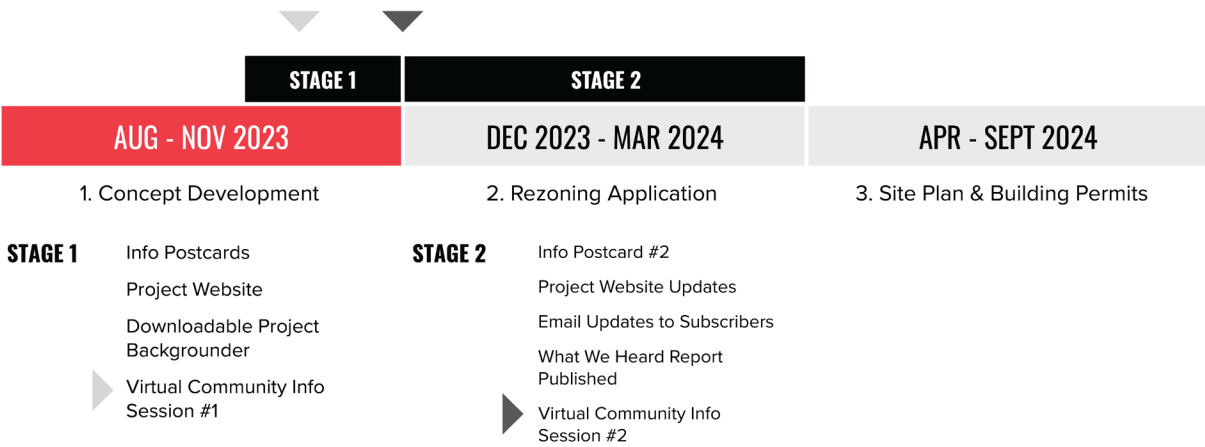 STAGE 1
STAGE 2
AUG - NOV 2023
DEC 2023 - MAR 2024
APR - SEPT 2024
1. Concept Development
2. Rezoning Application
3. Site Plan & Building Permits
STAGE 1
Info Postcards
Project Website
Downloadable Project
Backgrounder
Virtual Community Info
Session #1
STAGE 2
Info Postcard #2
Project Website Updates
Email Updates to Subscribers
What We Heard Report
Published
Virtual Community Info
Session #2